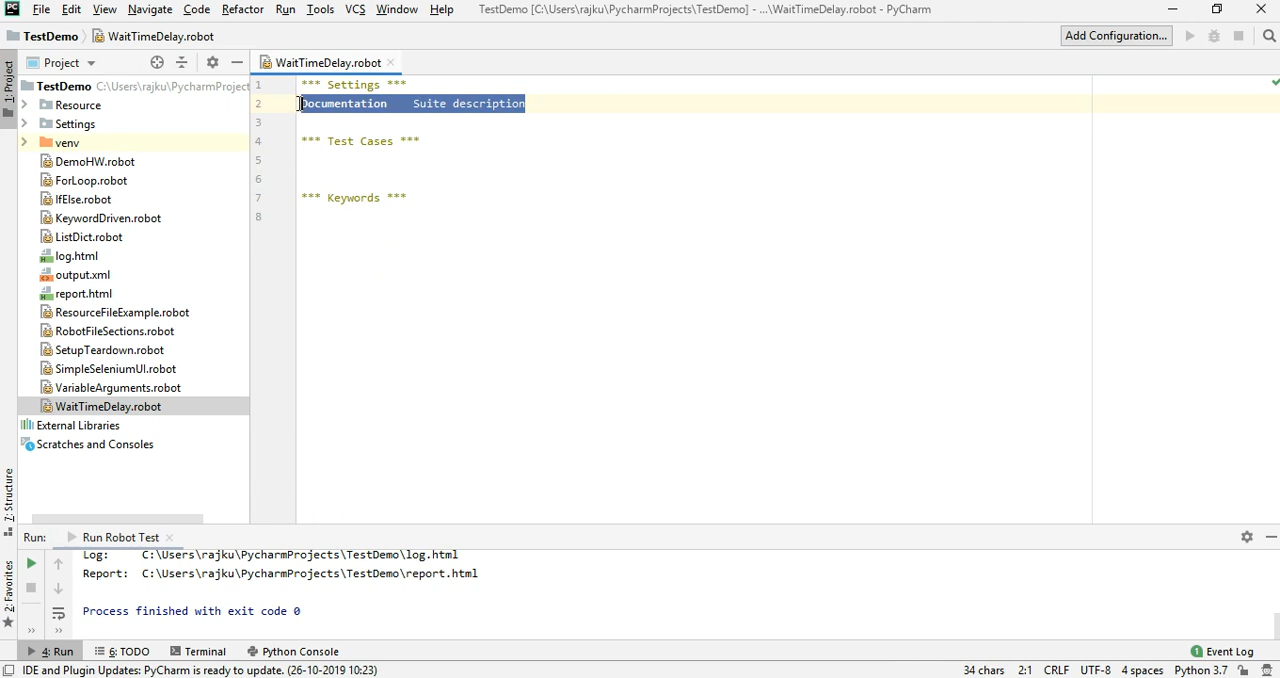 PC File Edit View Navigate Code Refactor Run Tools VCS Window Help TestDemo [C:\Users\rajku\PycharmProjects\TestDemo] - ...\WaitTimeDelay.robot - PyCharm
TestDemo WaitTimeDelay.robot Add Configuration...
1: Project
Project WaitTimeDelay.robot
TestDemo C:\Users\rajku\PycharmProject
Resource
Settings
venv
DemoHW.robot
ForLoop.robot
IfElse.robot
KeywordDriven.robot
ListDict.robot
log.html
output.xml
report.html
ResourceFileExample.robot
RobotFileSections.robot
SetupTeardown.robot
SimpleSeleniumUI.robot
VariableArguments.robot
WaitTimeDelay.robot
External Libraries
Scratches and Consoles
1 *** Settings ***
2 Documentation Suite description
3
4 *** Test Cases ***
5
6
7 *** Keywords ***
8
Z: Structure
2: Favorites
Run: Run Robot Test
Log: C:\Users\rajku\PycharmProjects\TestDemo\log.html
Report: C:\Users\rajku\PycharmProjects\TestDemo\report.html
Process finished with exit code 0
4: Run 6: TODO Terminal Python Console 1 Event Log
IDE and Plugin Updates: PyCharm is ready to update. (26-10-2019 10:23) 34 chars 2:1 CRLF UTF-8 4 spaces Python 3.7